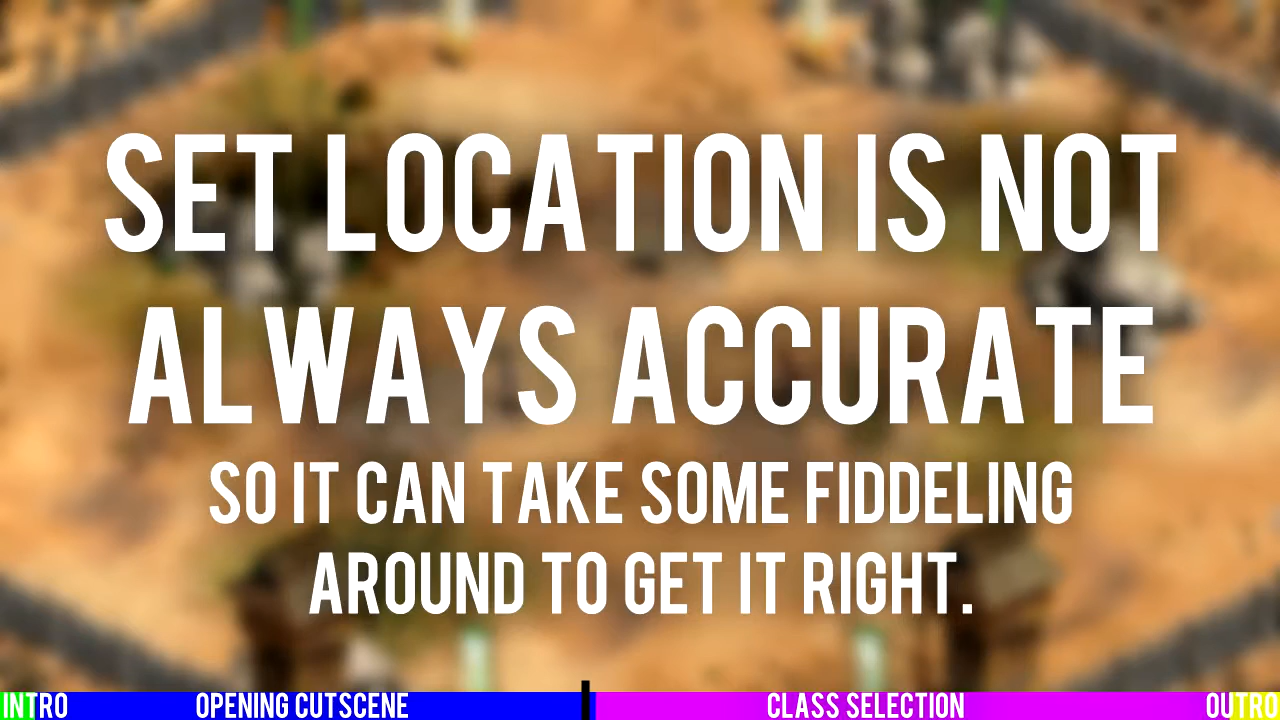 SET LOCATION IS NOT
ALWAYS ACCURATE
SO IT CAN TAKE SOME FIDDELING
AROUND TO GET IT RIGHT.
INTRO OPENING CUTSCENE CLASS SELECTION OUTRO